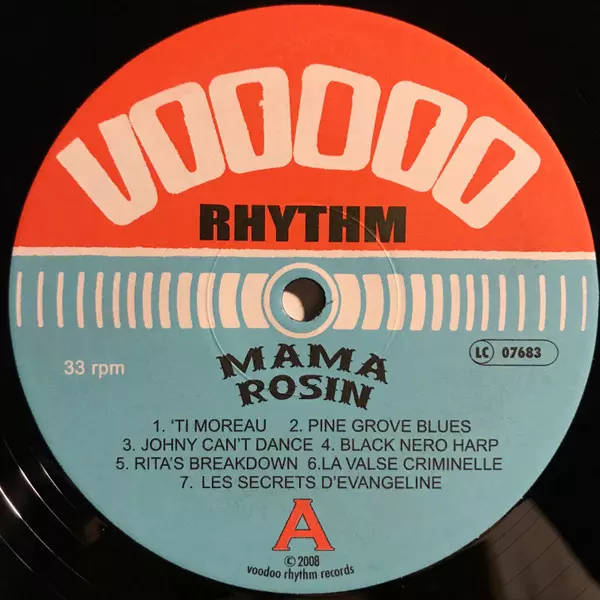 VOODOO
RHYTHM
33 rpm
MAMA
ROSIN
LC 07683
1. 'TI MOREAU 2. PINE GROVE BLUES
3. JOHNY CAN'T DANCE 4. BLACK NERO HARP
5. RITA'S BREAKDOWN 6.LA VALSE CRIMINELLE
7. LES SECRETS D'EVANGELINE
A
© 2008
voodoo rhythm records